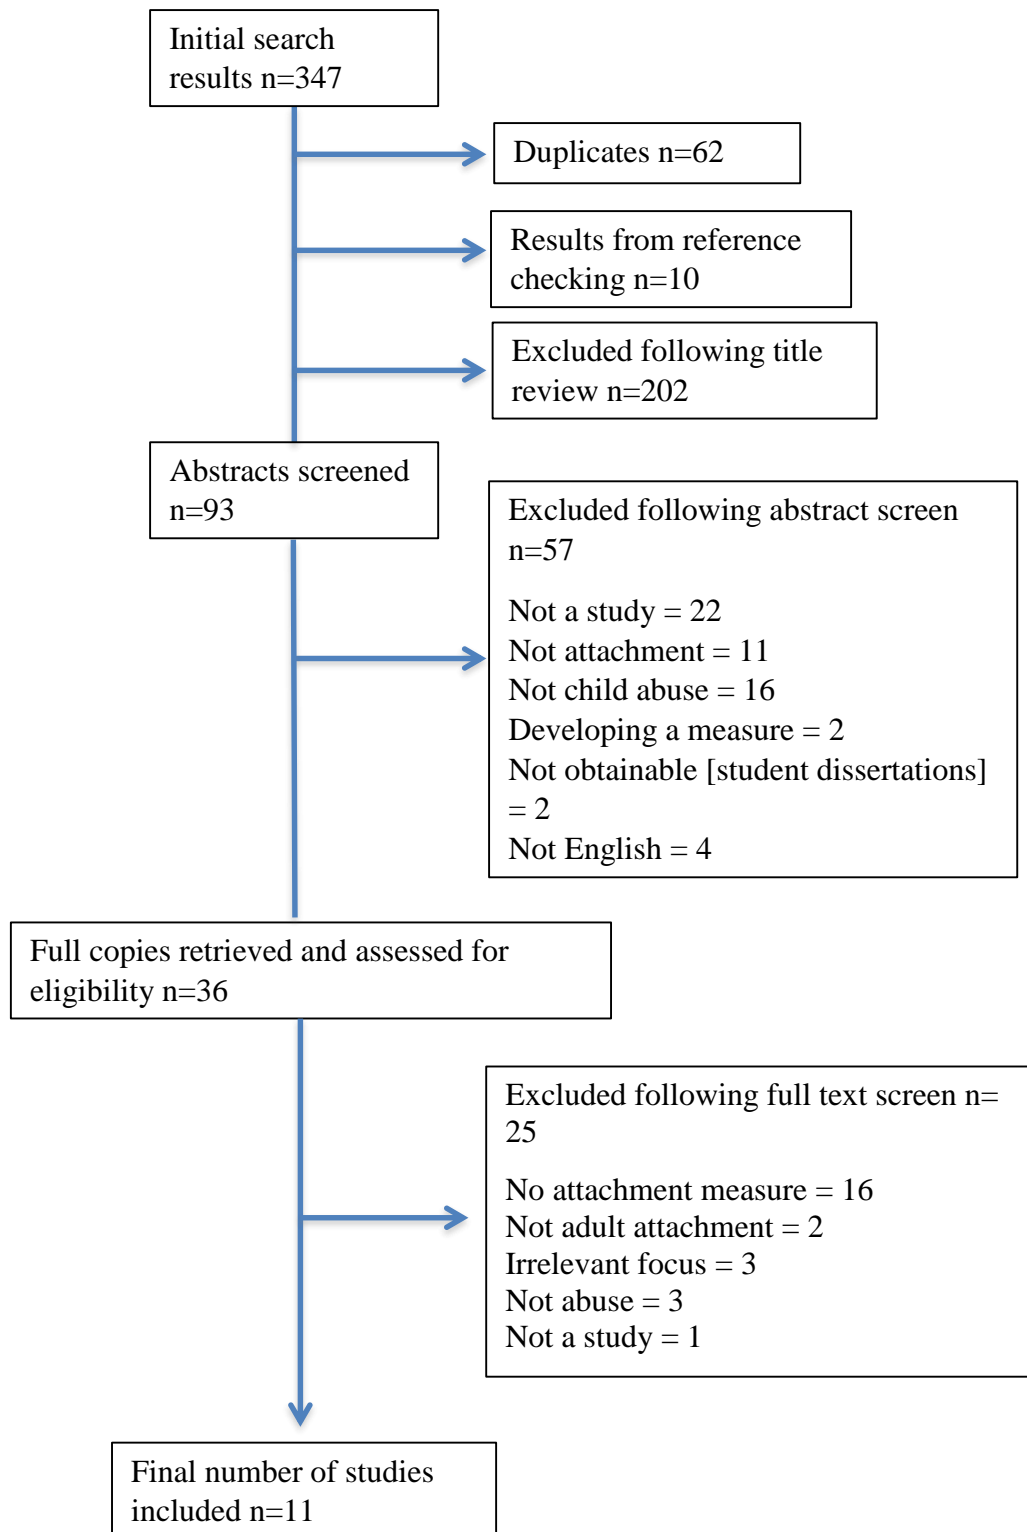 Initial search
results n=347
Duplicates n=62
Results from reference
checking n=10
Excluded following title
review n=202
Abstracts screened
n=93
Excluded following abstract screen
n=57
Not a study = 22
Not attachment = 11
Not child abuse = 16
Developing a measure = 2
Not obtainable [student dissertations]
= 2
Not English = 4
Full copies retrieved and assessed for
eligibility n=36
Excluded following full text screen n=
25
No attachment measure = 16
Not adult attachment = 2
Irrelevant focus = 3
Not abuse = 3
Not a study = 1
Final number of studies
included n=11